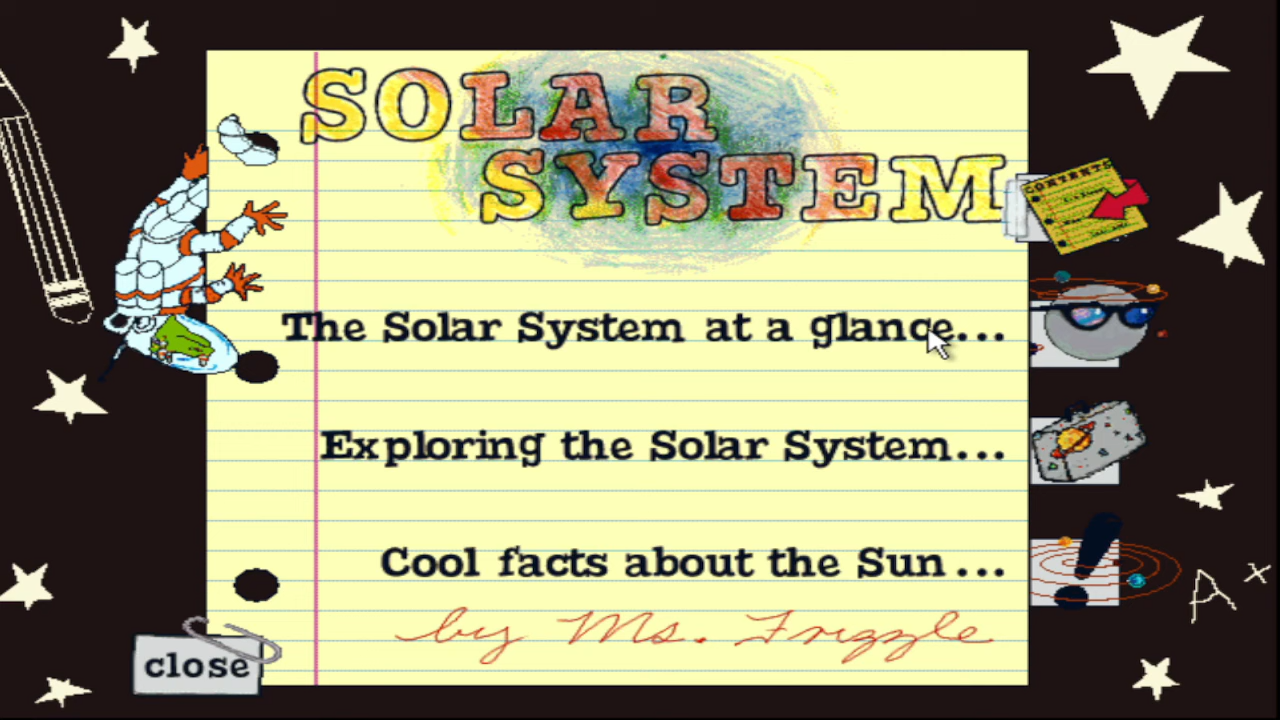 SOLAR
SYSTEM
CONTENTS
The Solar System at a glance...
Exploring the Solar System...
Cool facts about the Sun...
A x
by Ms. Frizzle
close